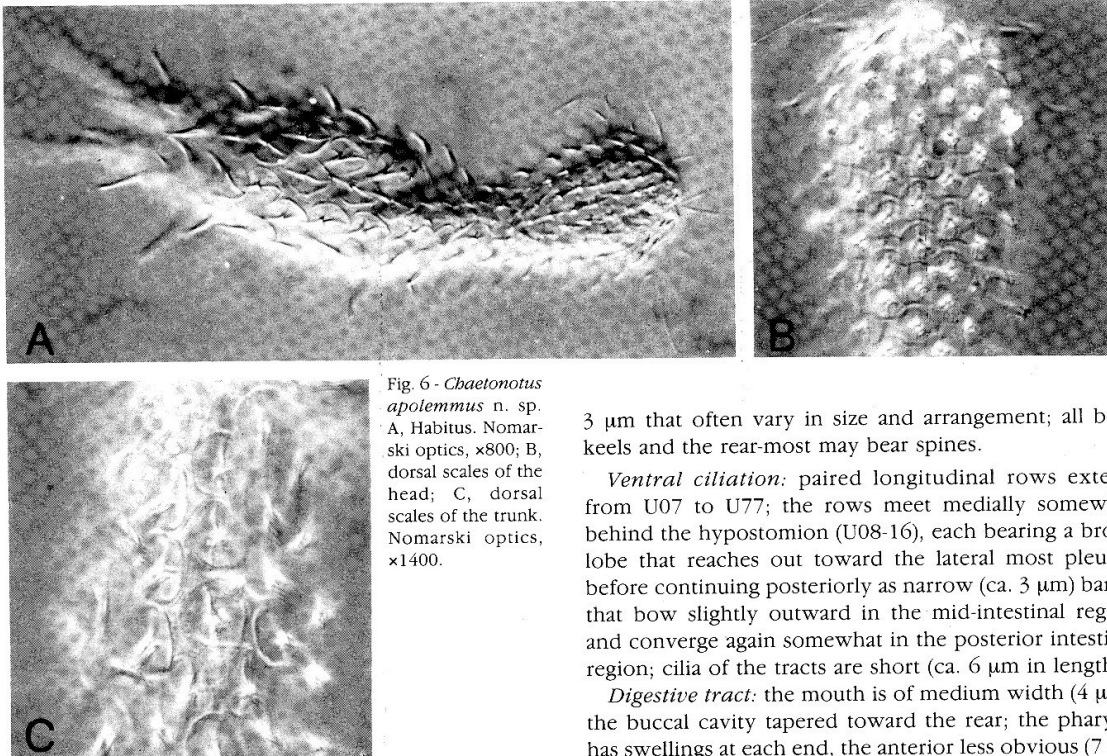 A
B
C
Fig. 6 - Chaetonotus
apolemmus n. sp.
A, Habitus. Nomar-
ski optics, ×800; B,
dorsal scales of the
head; C, dorsal
scales of the trunk.
Nomarski optics,
×1400.
3 μm that often vary in size and arrangement; all b
keels and the rear-most may bear spines.
Ventral ciliation: paired longitudinal rows exte
from U07 to U77; the rows meet medially somew
behind the hypostomion (U08-16), each bearing a bro
lobe that reaches out toward the lateral most pleu
before continuing posteriorly as narrow (ca. 3 μm) bar
that bow slightly outward in the mid-intestinal reg
and converge again somewhat in the posterior intesti
region; cilia of the tracts are short (ca. 6 μm in length
Digestive tract: the mouth is of medium width (4 μ
the buccal cavity tapered toward the rear; the phary
has swellings at each end, the anterior less obvious (7